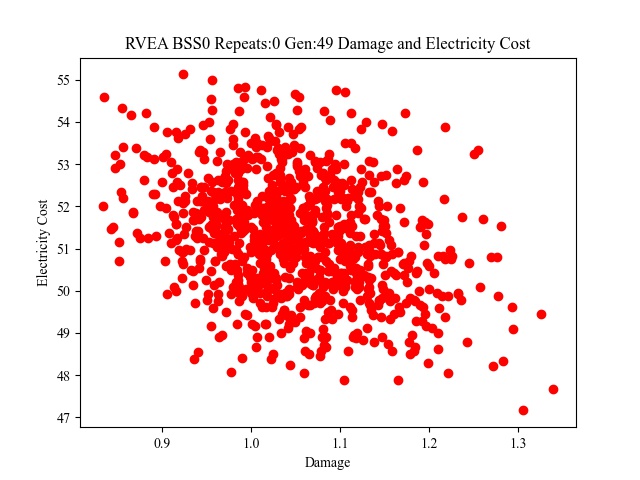 RVEA BSS0 Repeats:0 Gen:49 Damage and Electricity Cost
55
54
53
52
51
50
49
48
47
Electricity Cost
0.9 1.0 1.1 1.2 1.3
Damage